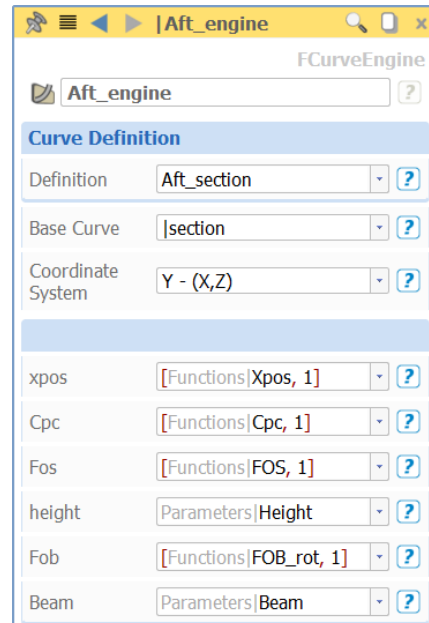 |Aft_engine
FCurveEngine
Aft_engine ?
Curve Definition
Definition Aft_section ?
Base Curve |section ?
Coordinate
System Y - (X,Z) ?
xpos [Functions|Xpos, 1] ?
Cpc [Functions|Cpc, 1] ?
Fos [Functions|FOS, 1] ?
height Parameters|Height ?
Fob [Functions|FOB_rot, 1] ?
Beam Parameters|Beam ?